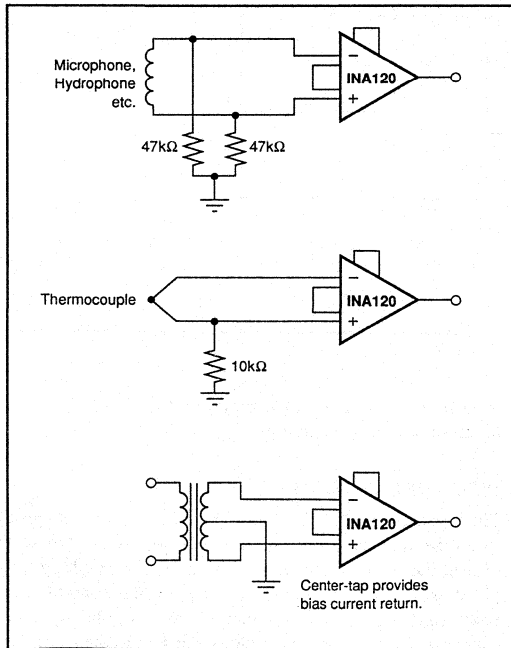 Microphone,
Hydrophone
etc.
−
INA120
+
47kΩ
47kΩ
Thermocouple
−
INA120
+
10kΩ
−
INA120
+
Center-tap provides
bias current return.